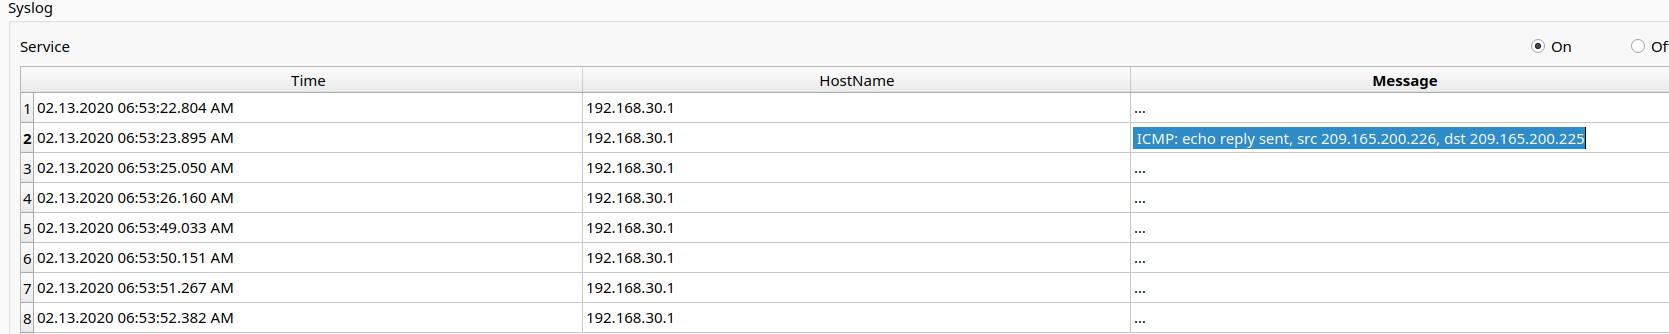 Syslog
Service On Of
Time HostName Message
1 02.13.2020 06:53:22.804 AM 192.168.30.1 ...
2 02.13.2020 06:53:23.895 AM 192.168.30.1 ICMP: echo reply sent, src 209.165.200.226, dst 209.165.200.225
3 02.13.2020 06:53:25.050 AM 192.168.30.1 ...
4 02.13.2020 06:53:26.160 AM 192.168.30.1 ...
5 02.13.2020 06:53:49.033 AM 192.168.30.1 ...
6 02.13.2020 06:53:50.151 AM 192.168.30.1 ...
7 02.13.2020 06:53:51.267 AM 192.168.30.1 ...
8 02.13.2020 06:53:52.382 AM 192.168.30.1 ...